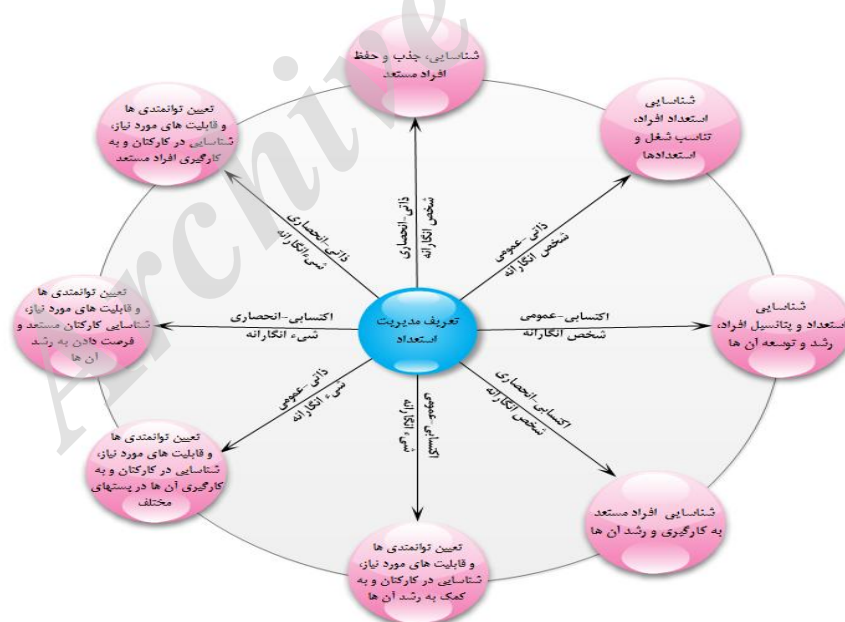 شناسایی، جذب و حفظ
افراد مستعد
شناسایی
استعداد افراد،
تناسب شغل و
استعدادها
شناسایی
استعداد و پتانسیل افراد،
رشد و توسعه آن ها
شناسایی افراد مستعد
به کارگیری و رشد آن ها
تعیین توانمندی ها
و قابلیت های مورد نیاز،
شناسایی در کارکنان و به
کمک به رشد آن ها
تعیین توانمندی ها
و قابلیت های مورد نیاز،
شناسایی در کارکنان و به
کارگیری آن ها در پستهای
مختلف
تعیین توانمندی ها
و قابلیت های مورد نیاز،
شناسایی کارکنان مستعد و
فرصت دادن به رشد
آن ها
تعیین توانمندی ها
و قابلیت های مورد نیاز،
شناسایی در کارکنان و به
کارگیری افراد مستعد
تعریف مدیریت
استعداد
ذاتی-انحصاری
شخص انگارانه
ذاتی-عمومی
شخص انگارانه
اکتسابی-عمومی
شخص انگارانه
اکتسابی-انحصاری
شخص انگارانه
اکتسابی-عمومی
شیء انگارانه
ذاتی-عمومی
شیء انگارانه
اکتسابی-انحصاری
شیء انگارانه
ذاتی-انحصاری
شیءانگارانه
Archive